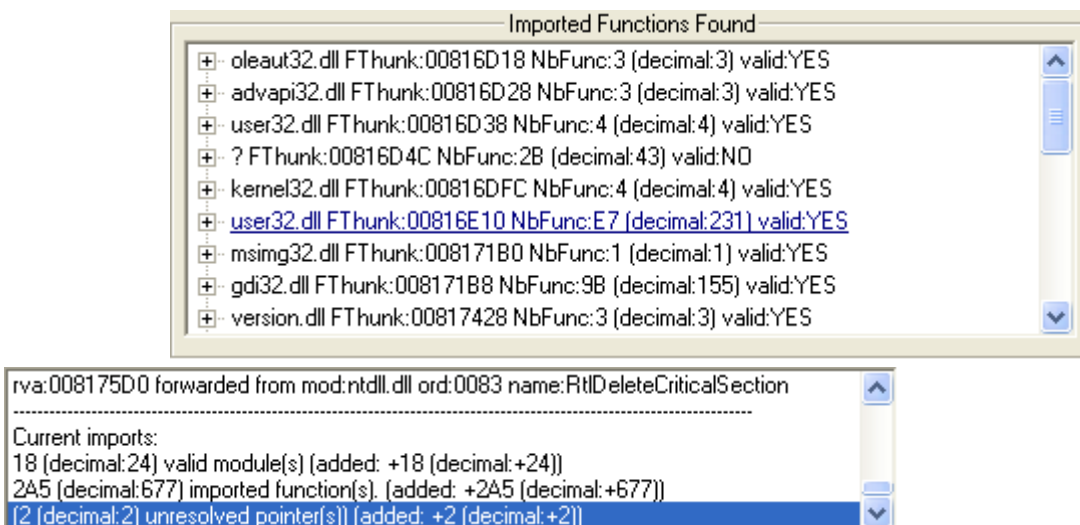 Imported Functions Found
oleaut32.dll FThunk:00816D18 NbFunc:3 (decimal:3) valid:YES
advapi32.dll FThunk:00816D28 NbFunc:3 (decimal:3) valid:YES
user32.dll FThunk:00816D38 NbFunc:4 (decimal:4) valid:YES
? FThunk:00816D4C NbFunc:2B (decimal:43) valid:NO
kernel32.dll FThunk:00816DFC NbFunc:4 (decimal:4) valid:YES
user32.dll FThunk:00816E10 NbFunc:E7 (decimal:231) valid:YES
msimg32.dll FThunk:008171B0 NbFunc:1 (decimal:1) valid:YES
gdi32.dll FThunk:008171B8 NbFunc:9B (decimal:155) valid:YES
version.dll FThunk:00817428 NbFunc:3 (decimal:3) valid:YES
rva:008175D0 forwarded from mod:ntdll.dll ord:0083 name:RtlDeleteCriticalSection
------------------------------------------------------------------------
Current imports:
18 (decimal:24) valid module(s) (added: +18 (decimal:+24))
2A5 (decimal:677) imported function(s). (added: +2A5 (decimal:+677))
(2 (decimal:2) unresolved pointer(s)) (added: +2 (decimal:+2))